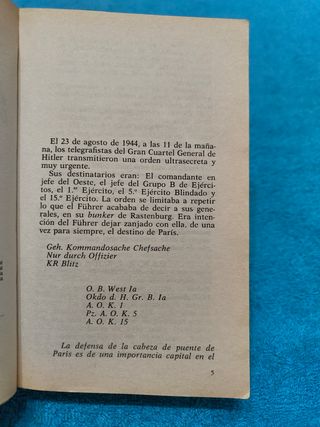 El 23 de agosto de 1944, a las 11 de la maña-
na, los telegrafistas del Gran Cuartel General de
Hitler transmitieron una orden ultrasecreta y
muy urgente.
Sus destinatarios eran: El comandante en
jefe del Oeste, el jefe del Grupo B de Ejérci-
tos, el 1.er Ejército, el 5.º Ejército Blindado y
el 15.º Ejército. La orden se limitaba a repetir
lo que el Führer acababa de decir a sus gene-
rales, en su bunker de Rastenburg. Era inten-
ción del Führer dejar zanjado con ella, de una
vez para siempre, el destino de París.
Geh. Kommandosache Chefsache
Nur durch Offizier
KR Blitz
O. B. West Ia
Okdo d. H. Gr. B. Ia
A. O. K. 1
Pz. A. O. K. 5
A. O. K. 15
La defensa de la cabeza de puente de
París es de una importancia capital en el
5